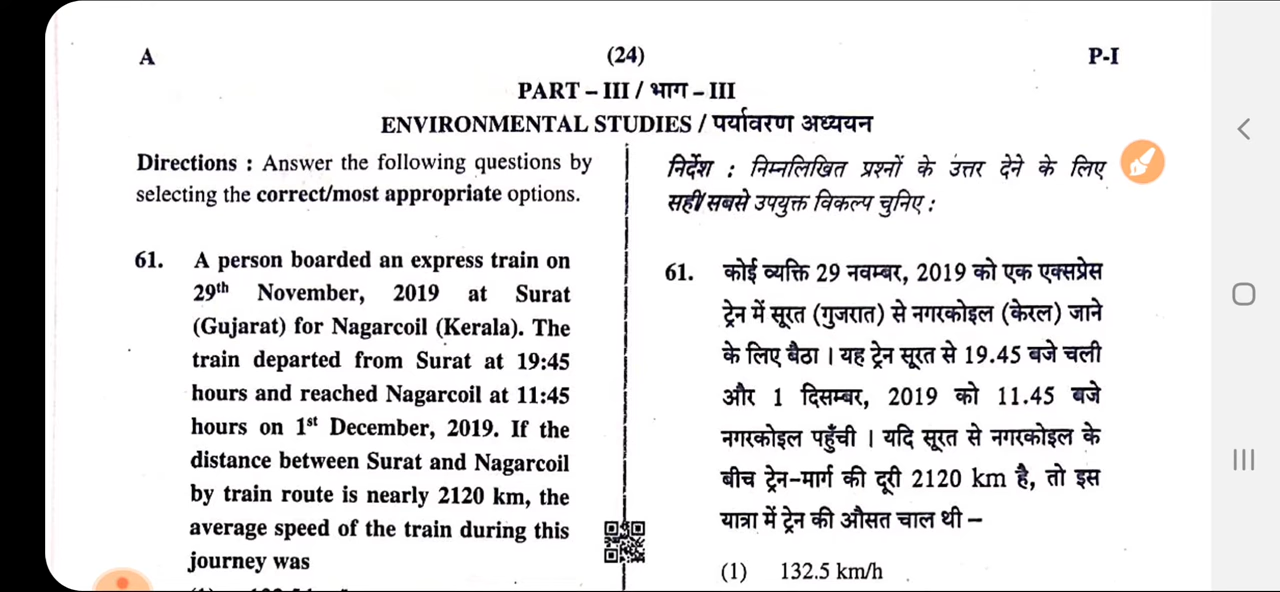 A (24) P-I
PART – III / भाग – III
ENVIRONMENTAL STUDIES / पर्यावरण अध्ययन
Directions : Answer the following questions by
selecting the correct/most appropriate options.
61. A person boarded an express train on
29th November, 2019 at Surat
(Gujarat) for Nagarcoil (Kerala). The
train departed from Surat at 19:45
hours and reached Nagarcoil at 11:45
hours on 1st December, 2019. If the
distance between Surat and Nagarcoil
by train route is nearly 2120 km, the
average speed of the train during this
journey was
निर्देश : निम्नलिखित प्रश्नों के उत्तर देने के लिए
सही/सबसे उपयुक्त विकल्प चुनिए :
61. कोई व्यक्ति 29 नवम्बर, 2019 को एक एक्सप्रेस
ट्रेन में सूरत (गुजरात) से नगरकोइल (केरल) जाने
के लिए बैठा । यह ट्रेन सूरत से 19.45 बजे चली
और 1 दिसम्बर, 2019 को 11.45 बजे
नगरकोइल पहुँची । यदि सूरत से नगरकोइल के
बीच ट्रेन-मार्ग की दूरी 2120 km है, तो इस
यात्रा में ट्रेन की औसत चाल थी –
(1) 132.5 km/h